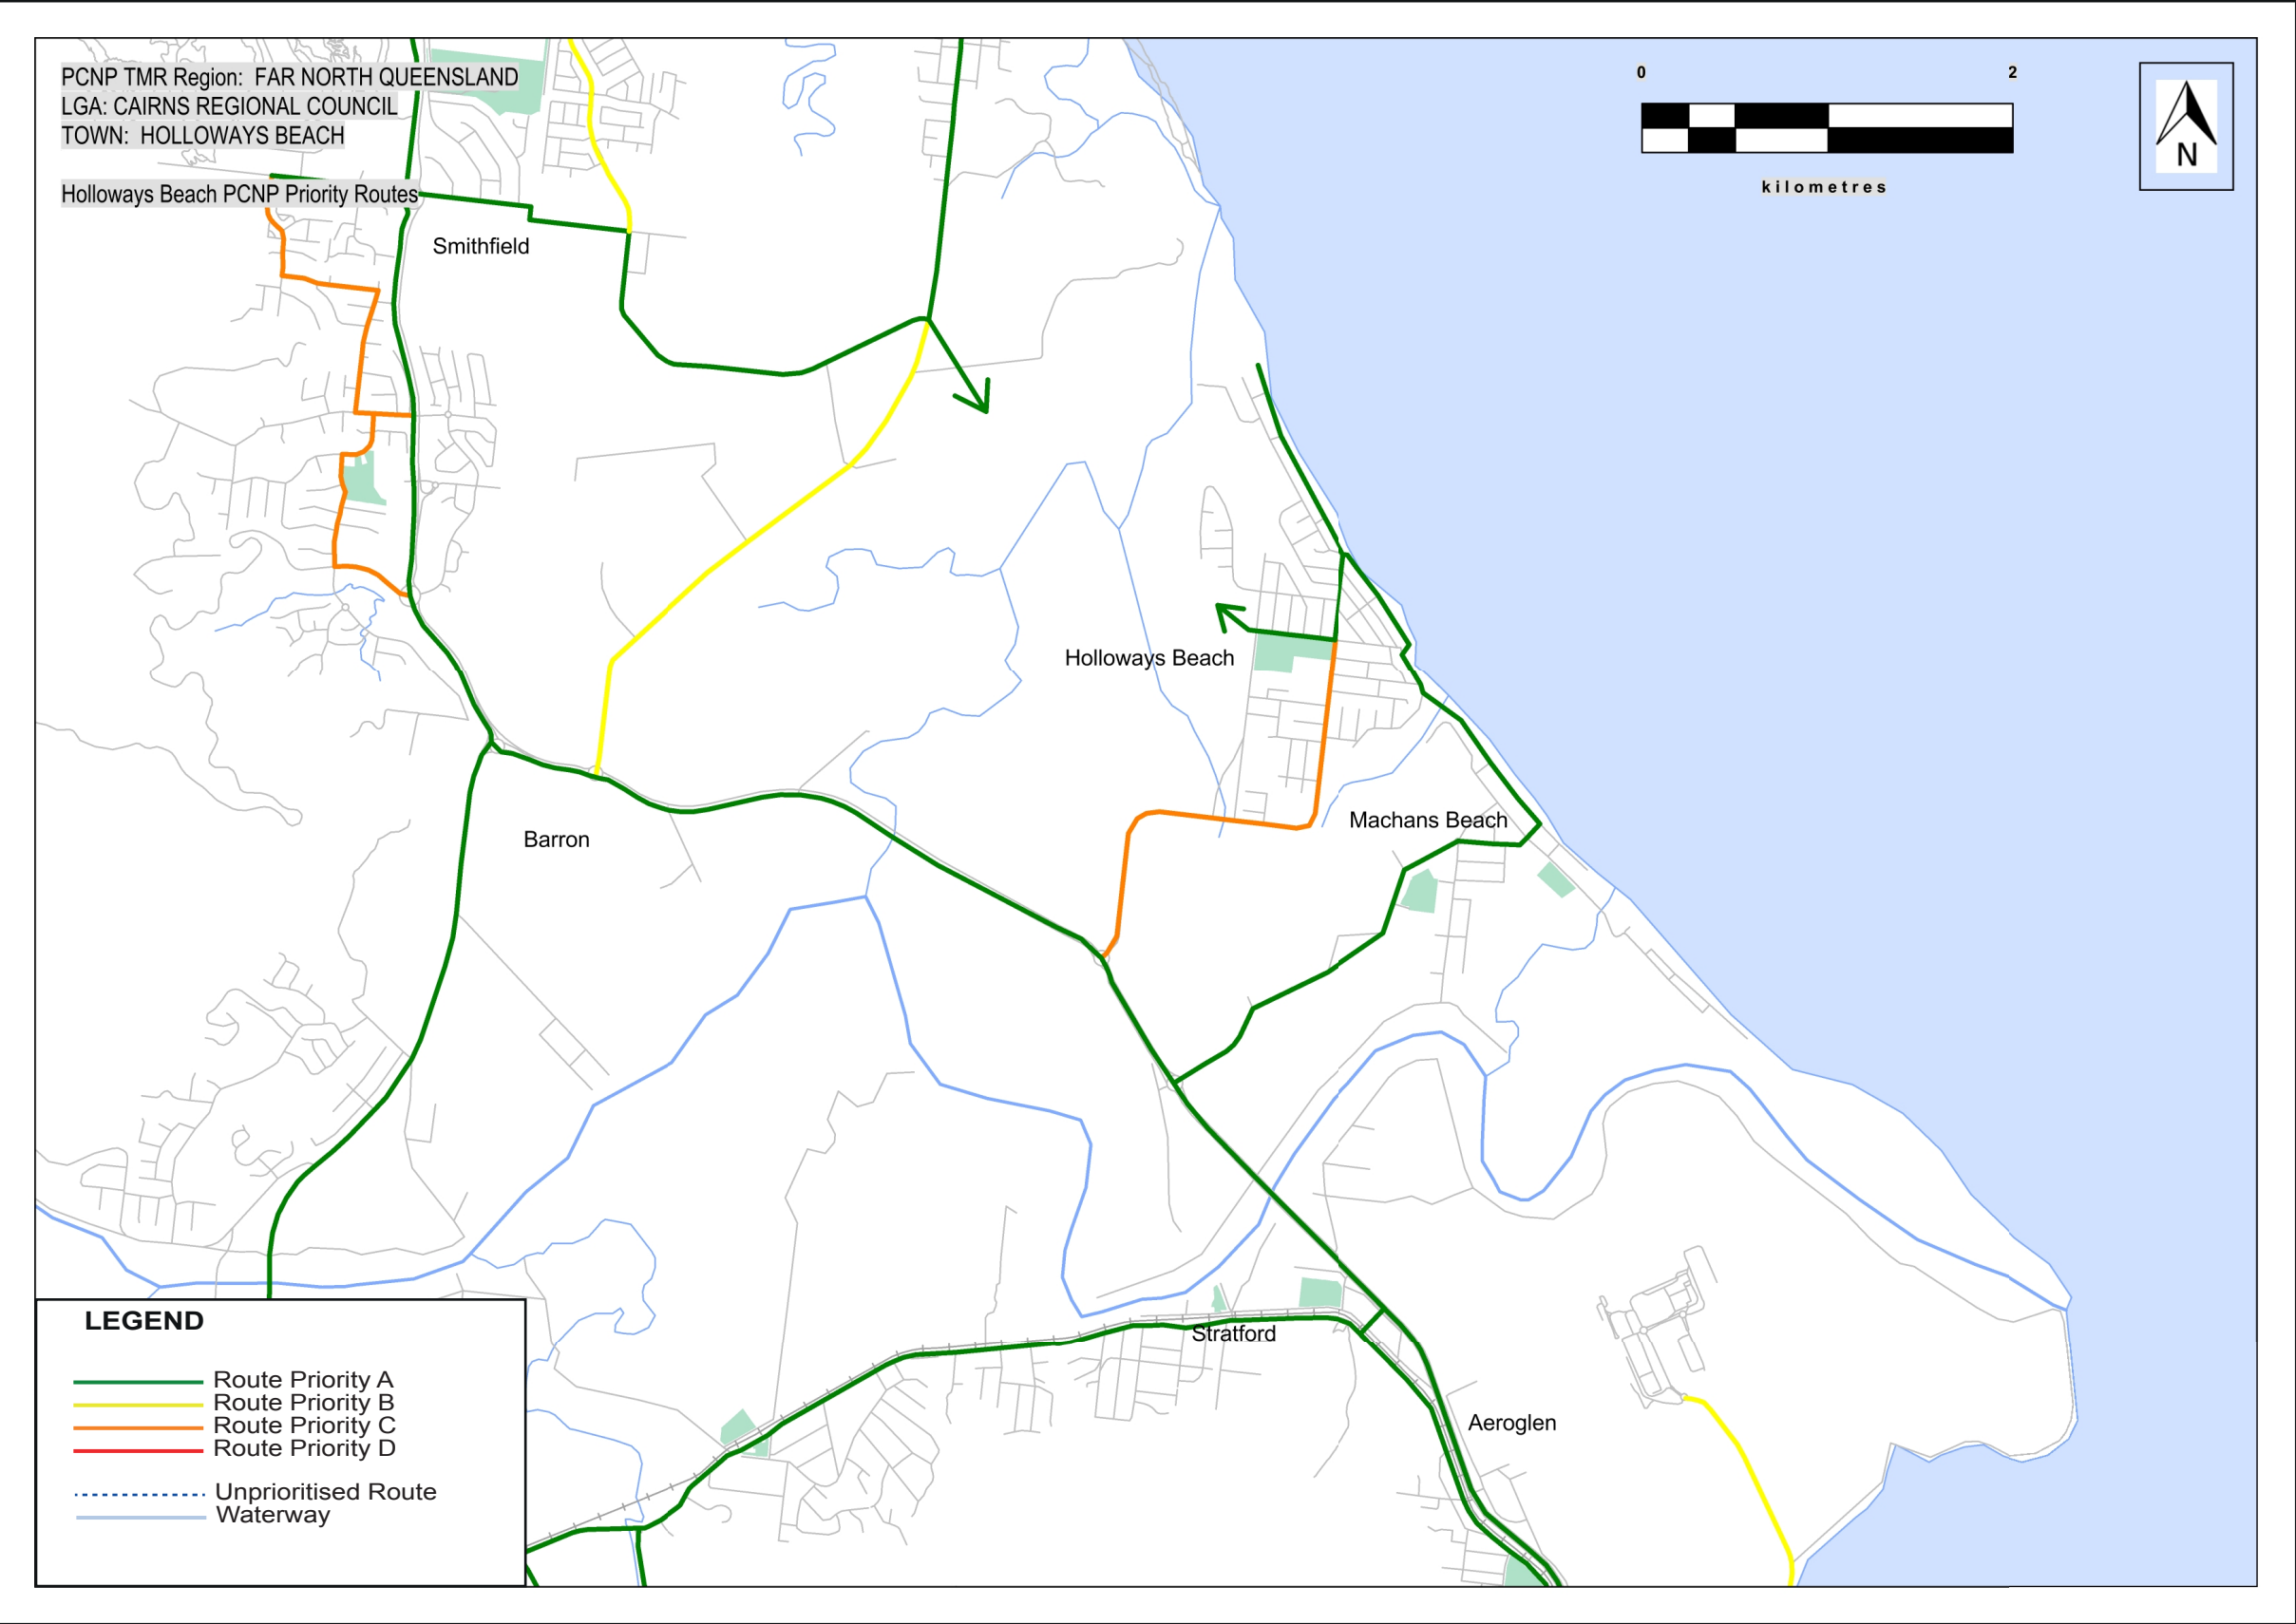 PCNP TMR Region:  FAR NORTH QUEENSLAND
LGA: CAIRNS REGIONAL COUNCIL
TOWN:  HOLLOWAYS BEACH
Holloways Beach PCNP Priority Routes
0 2
kilometres
N
Smithfield
Holloways Beach
Machans Beach
Barron
Stratford
Aeroglen
LEGEND
Route Priority A
Route Priority B
Route Priority C
Route Priority D
Unprioritised Route
Waterway